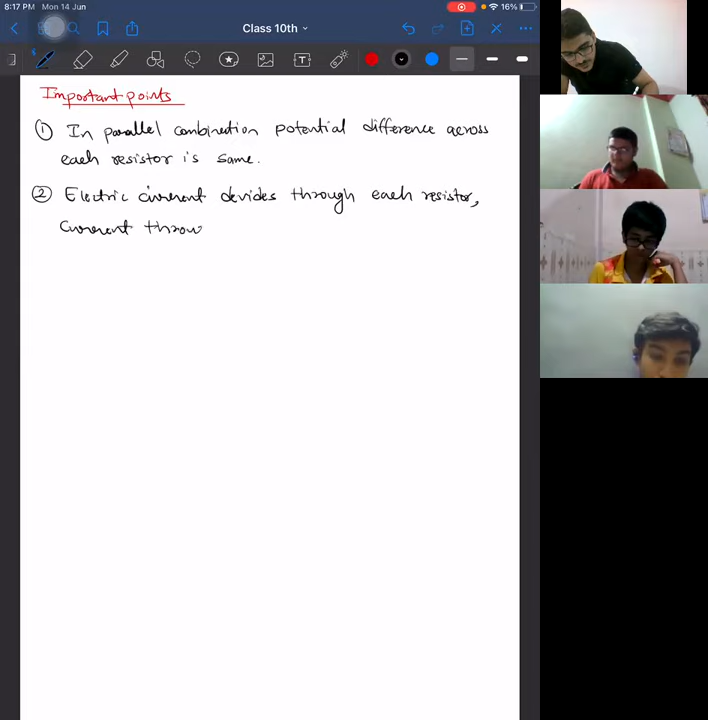 8:17 PM Mon 14 Jun
16%
Class 10th
T
Important points
① In parallel combination potential difference across
each resistor is same.
② Electric current devides through each resistor,
current throu